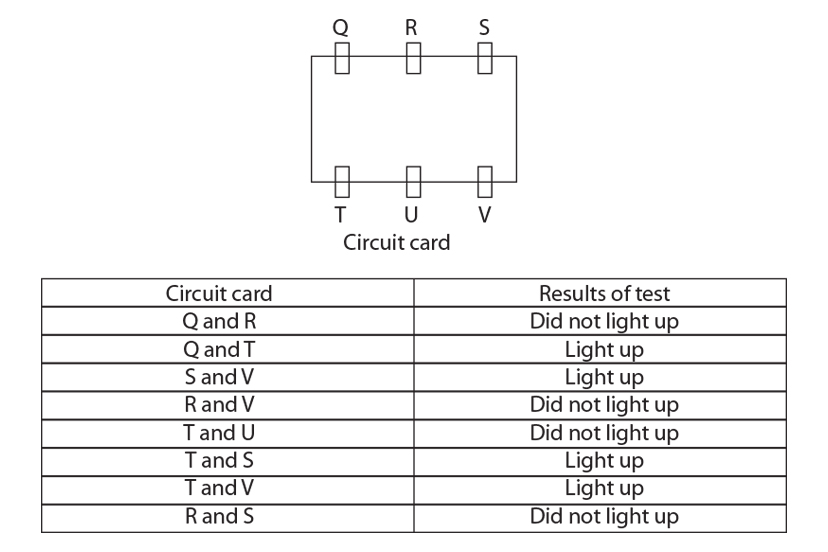 Q R S
T U V
Circuit card
Circuit card Results of test
Q and R Did not light up
Q and T Light up
S and V Light up
R and V Did not light up
T and U Did not light up
T and S Light up
T and V Light up
R and S Did not light up